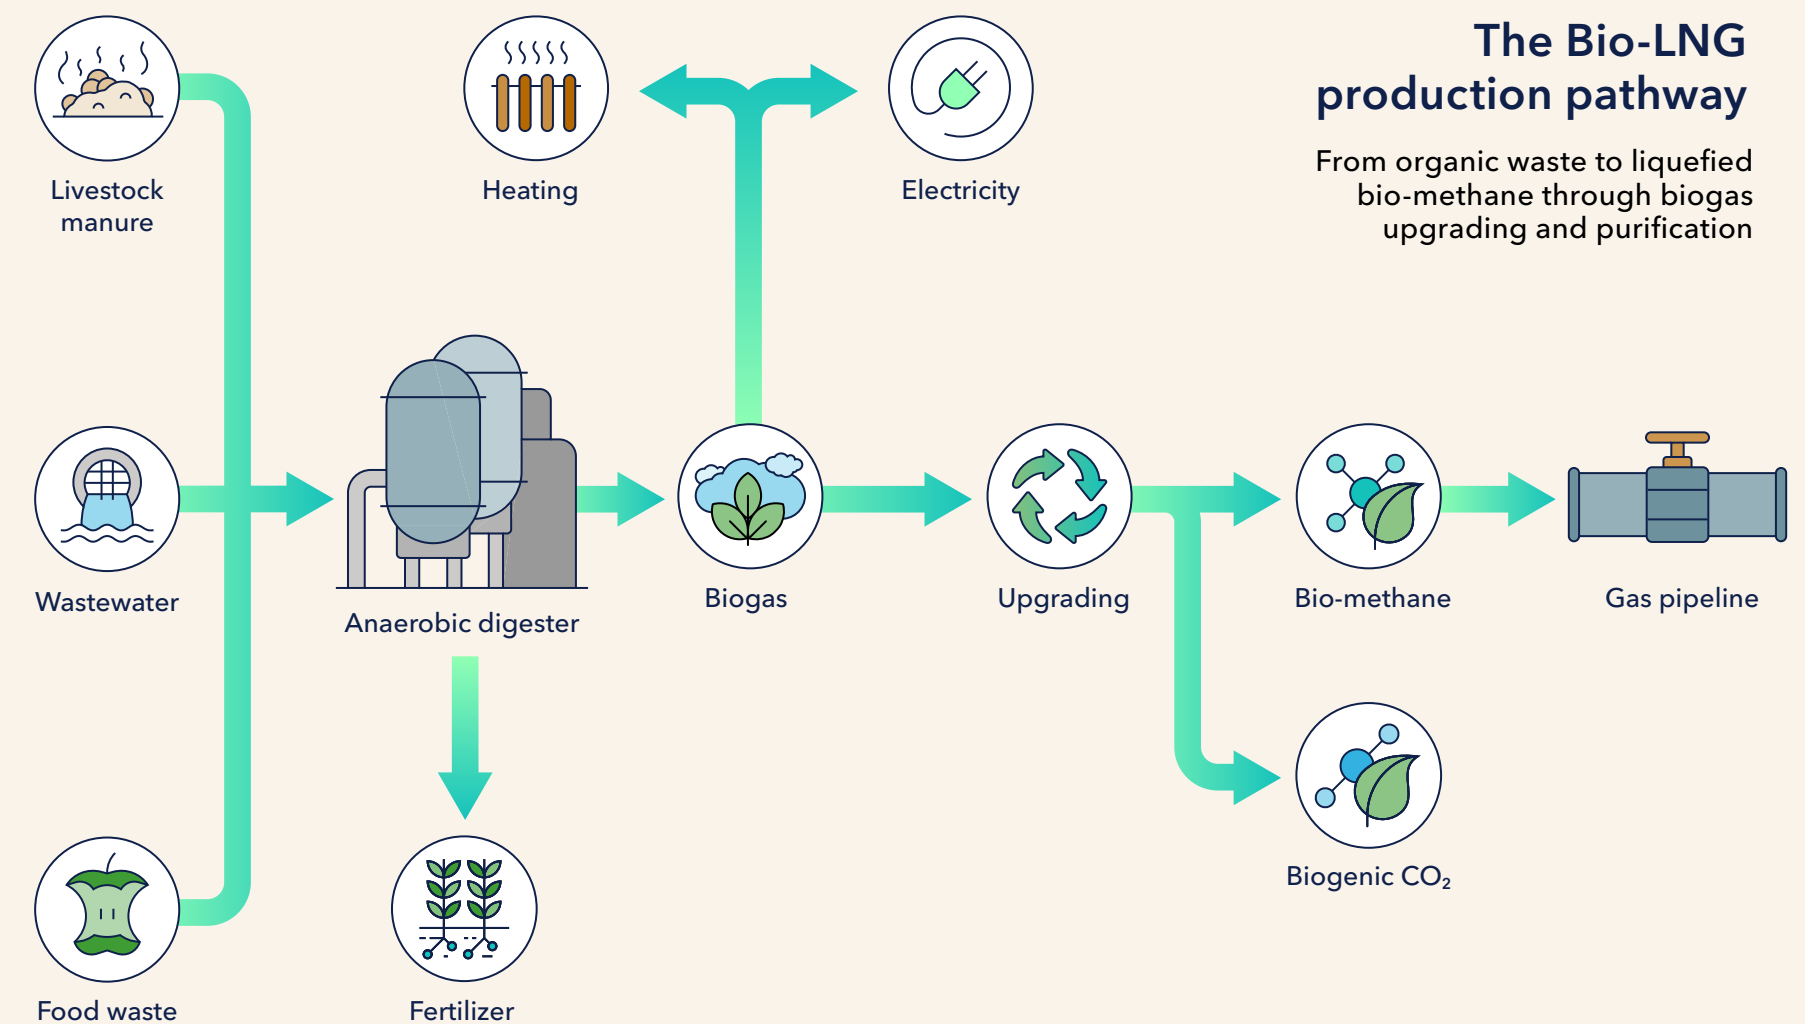 The Bio-LNG
production pathway
From organic waste to liquefied
bio-methane through biogas
upgrading and purification
Livestock
manure
Heating
Electricity
Wastewater
Anaerobic digester
Biogas
Upgrading
Bio-methane
Gas pipeline
Biogenic CO₂
Food waste
Fertilizer